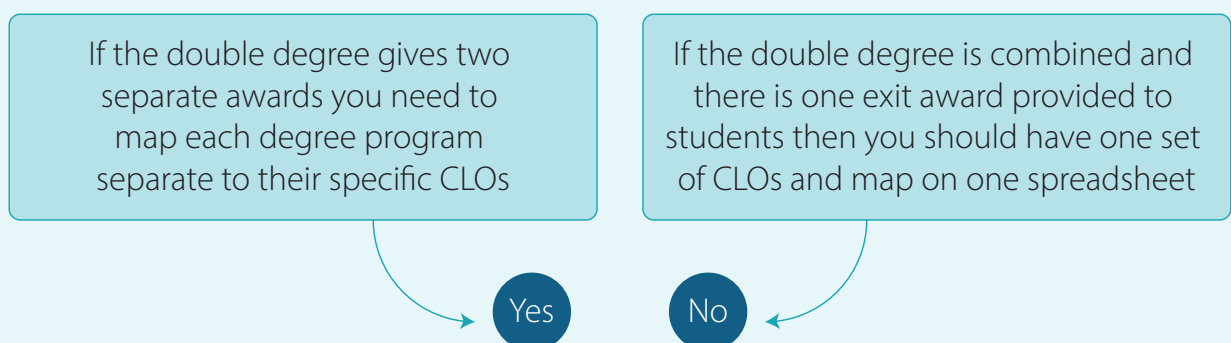 If the double degree gives two
separate awards you need to
map each degree program
separate to their specific CLOs
If the double degree is combined and
there is one exit award provided to
students then you should have one set
of CLOs and map on one spreadsheet
Yes
No